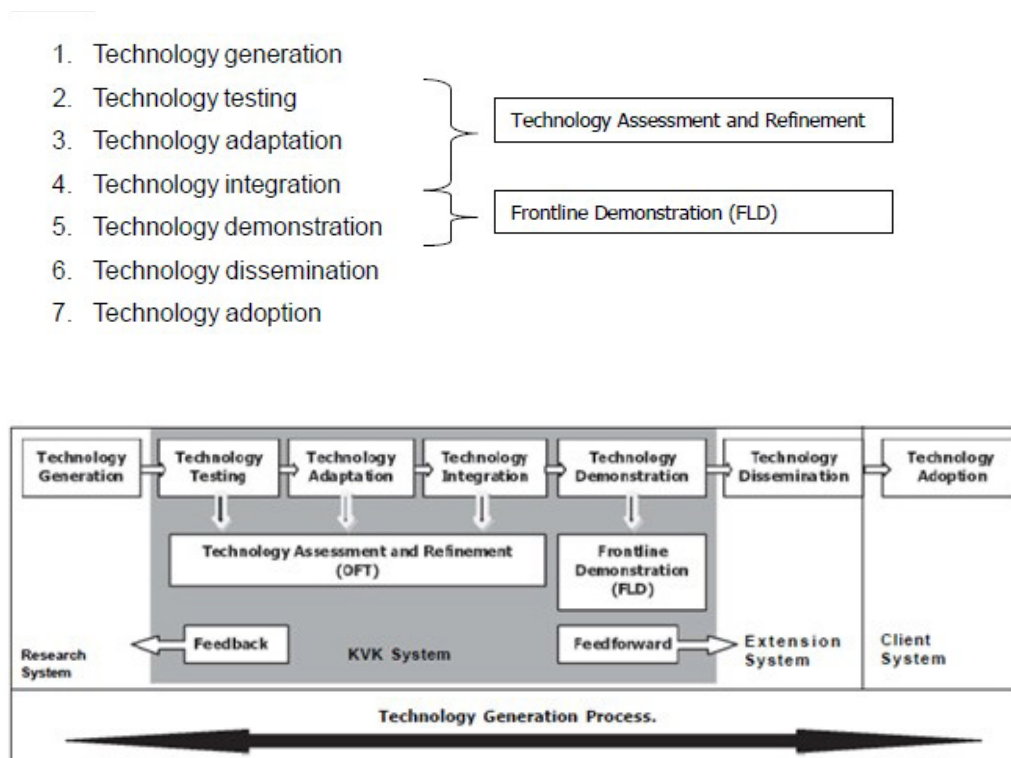 1. Technology generation
2. Technology testing
3. Technology adaptation
4. Technology integration
5. Technology demonstration
6. Technology dissemination
7. Technology adoption
Technology Assessment and Refinement
Frontline Demonstration (FLD)
Technology
Generation
Technology
Testing
Technology
Adaptation
Technology
Integration
Technology
Demonstration
Technology
Dissemination
Technology
Adoption
Technology Assessment and Refinement
(OFT)
Frontline
Demonstration
(FLD)
Research
System
Feedback
KVK System
Feedforward
Extension
System
Client
System
Technology Generation Process.